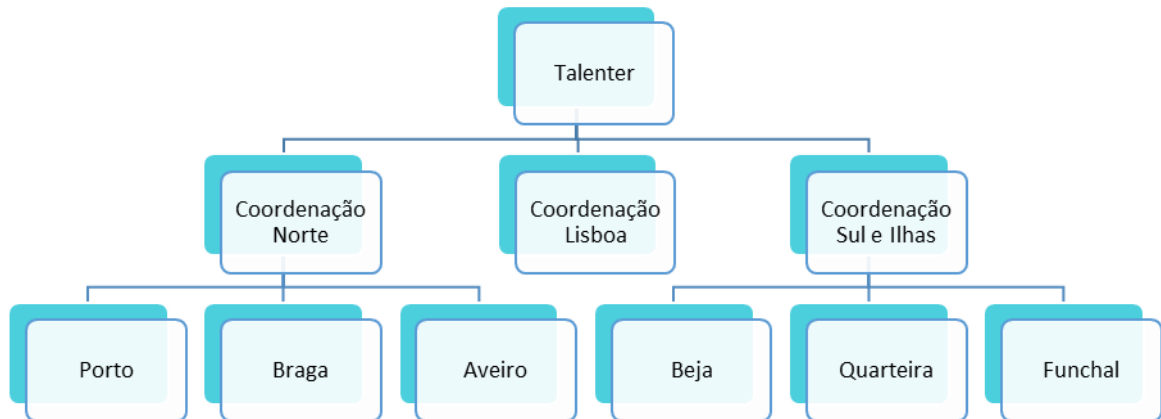 Talenter
Coordenação
Norte
Coordenação
Lisboa
Coordenação
Sul e Ilhas
Porto
Braga
Aveiro
Beja
Quarteira
Funchal